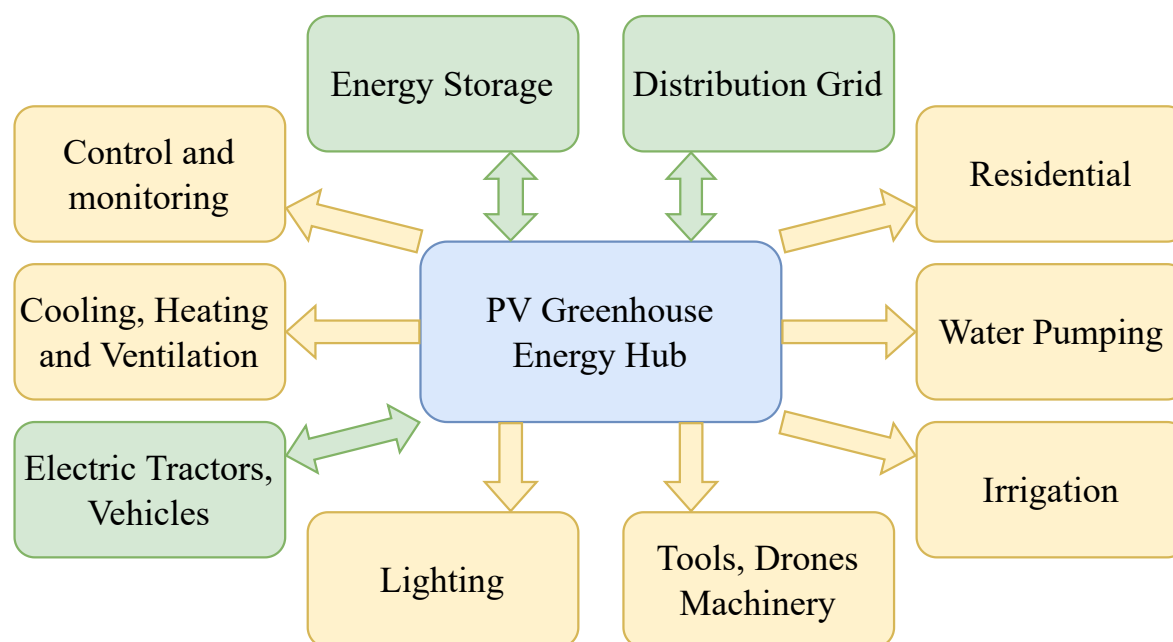 Energy Storage
Distribution Grid
Control and
monitoring
Residential
Cooling, Heating
and Ventilation
PV Greenhouse
Energy Hub
Water Pumping
Electric Tractors,
Vehicles
Irrigation
Lighting
Tools, Drones
Machinery